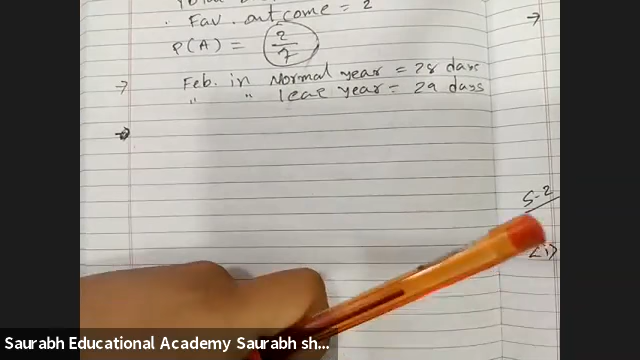 . Fav. outcome = 2
P(A) = 2/7
→ Feb. in Normal year = 28 days
" " leap year = 29 days
S-2
(i)
Saurabh Educational Academy Saurabh sh...